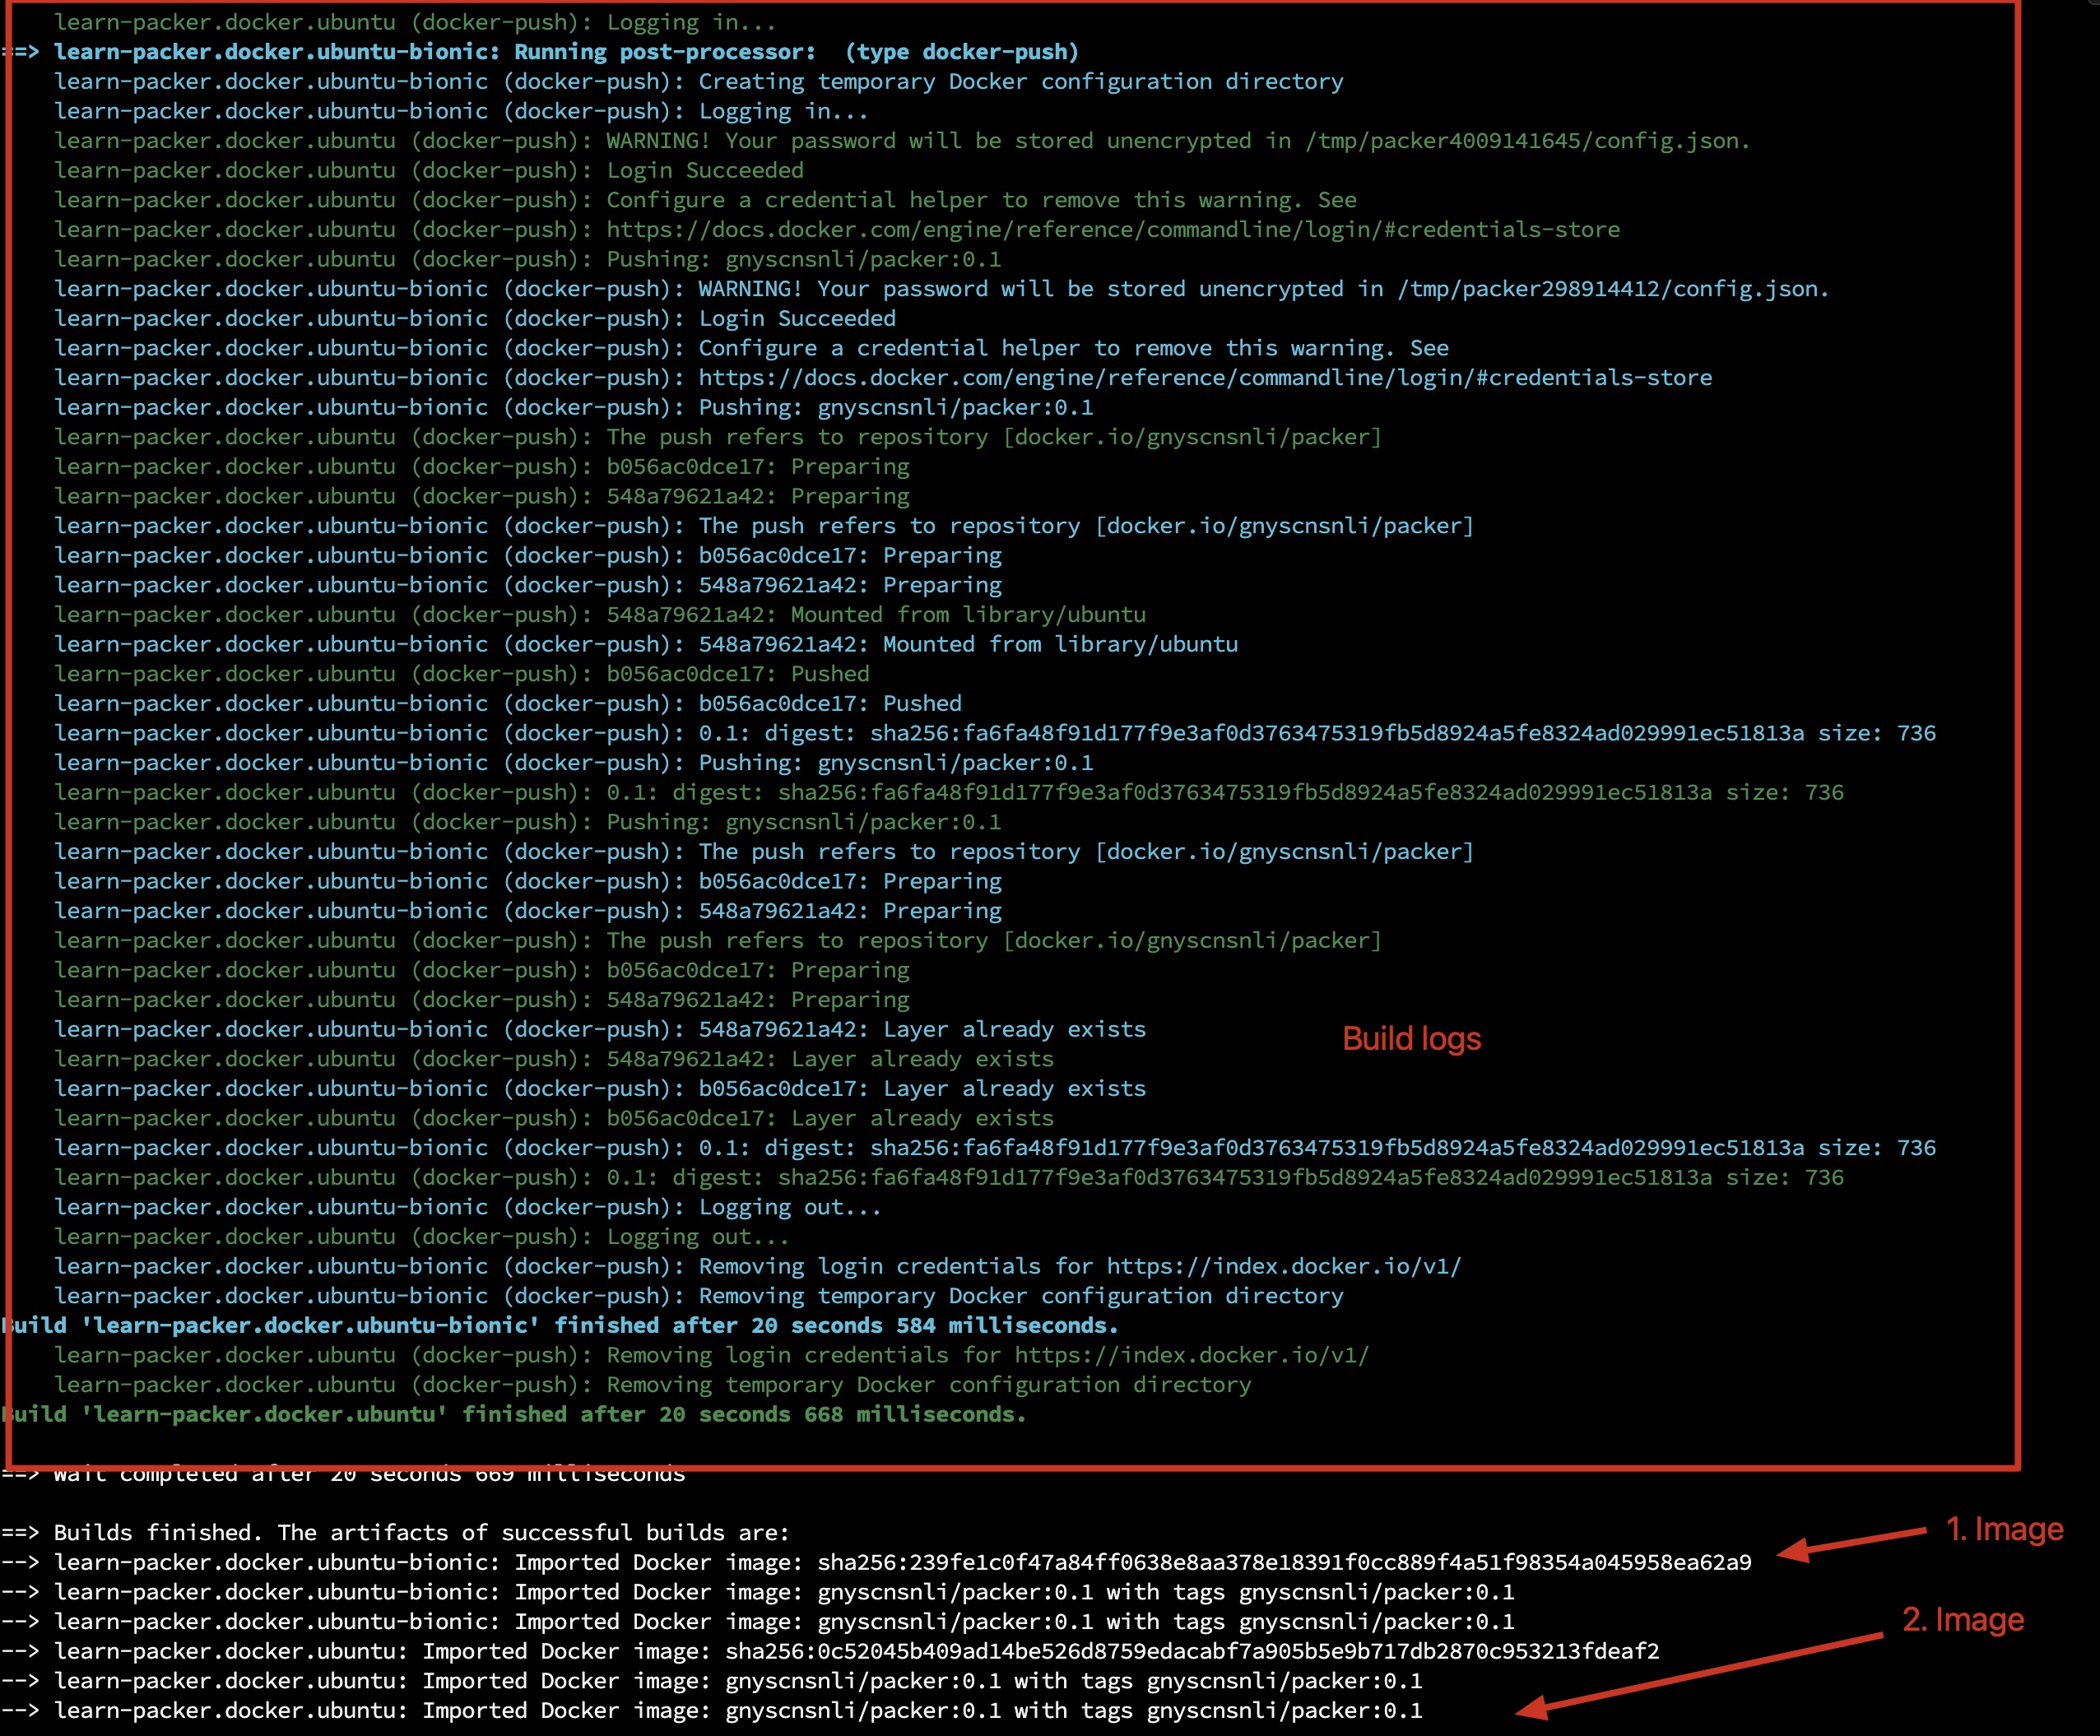 learn-packer.docker.ubuntu (docker-push): Logging in...
==> learn-packer.docker.ubuntu-bionic: Running post-processor:  (type docker-push)
learn-packer.docker.ubuntu-bionic (docker-push): Creating temporary Docker configuration directory
learn-packer.docker.ubuntu-bionic (docker-push): Logging in...
learn-packer.docker.ubuntu (docker-push): WARNING! Your password will be stored unencrypted in /tmp/packer4009141645/config.json.
learn-packer.docker.ubuntu (docker-push): Login Succeeded
learn-packer.docker.ubuntu (docker-push): Configure a credential helper to remove this warning. See
learn-packer.docker.ubuntu (docker-push): https://docs.docker.com/engine/reference/commandline/login/#credentials-store
learn-packer.docker.ubuntu (docker-push): Pushing: gnyscnsnli/packer:0.1
learn-packer.docker.ubuntu-bionic (docker-push): WARNING! Your password will be stored unencrypted in /tmp/packer298914412/config.json.
learn-packer.docker.ubuntu-bionic (docker-push): Login Succeeded
learn-packer.docker.ubuntu-bionic (docker-push): Configure a credential helper to remove this warning. See
learn-packer.docker.ubuntu-bionic (docker-push): https://docs.docker.com/engine/reference/commandline/login/#credentials-store
learn-packer.docker.ubuntu-bionic (docker-push): Pushing: gnyscnsnli/packer:0.1
learn-packer.docker.ubuntu (docker-push): The push refers to repository [docker.io/gnyscnsnli/packer]
learn-packer.docker.ubuntu (docker-push): b056ac0dce17: Preparing
learn-packer.docker.ubuntu (docker-push): 548a79621a42: Preparing
learn-packer.docker.ubuntu-bionic (docker-push): The push refers to repository [docker.io/gnyscnsnli/packer]
learn-packer.docker.ubuntu-bionic (docker-push): b056ac0dce17: Preparing
learn-packer.docker.ubuntu-bionic (docker-push): 548a79621a42: Preparing
learn-packer.docker.ubuntu (docker-push): 548a79621a42: Mounted from library/ubuntu
learn-packer.docker.ubuntu-bionic (docker-push): 548a79621a42: Mounted from library/ubuntu
learn-packer.docker.ubuntu (docker-push): b056ac0dce17: Pushed
learn-packer.docker.ubuntu-bionic (docker-push): b056ac0dce17: Pushed
learn-packer.docker.ubuntu-bionic (docker-push): 0.1: digest: sha256:fa6fa48f91d177f9e3af0d3763475319fb5d8924a5fe8324ad029991ec51813a size: 736
learn-packer.docker.ubuntu-bionic (docker-push): Pushing: gnyscnsnli/packer:0.1
learn-packer.docker.ubuntu (docker-push): 0.1: digest: sha256:fa6fa48f91d177f9e3af0d3763475319fb5d8924a5fe8324ad029991ec51813a size: 736
learn-packer.docker.ubuntu (docker-push): Pushing: gnyscnsnli/packer:0.1
learn-packer.docker.ubuntu-bionic (docker-push): The push refers to repository [docker.io/gnyscnsnli/packer]
learn-packer.docker.ubuntu-bionic (docker-push): b056ac0dce17: Preparing
learn-packer.docker.ubuntu-bionic (docker-push): 548a79621a42: Preparing
learn-packer.docker.ubuntu (docker-push): The push refers to repository [docker.io/gnyscnsnli/packer]
learn-packer.docker.ubuntu (docker-push): b056ac0dce17: Preparing
learn-packer.docker.ubuntu (docker-push): 548a79621a42: Preparing
learn-packer.docker.ubuntu-bionic (docker-push): 548a79621a42: Layer already exists
Build logs
learn-packer.docker.ubuntu (docker-push): 548a79621a42: Layer already exists
learn-packer.docker.ubuntu-bionic (docker-push): b056ac0dce17: Layer already exists
learn-packer.docker.ubuntu (docker-push): b056ac0dce17: Layer already exists
learn-packer.docker.ubuntu-bionic (docker-push): 0.1: digest: sha256:fa6fa48f91d177f9e3af0d3763475319fb5d8924a5fe8324ad029991ec51813a size: 736
learn-packer.docker.ubuntu (docker-push): 0.1: digest: sha256:fa6fa48f91d177f9e3af0d3763475319fb5d8924a5fe8324ad029991ec51813a size: 736
learn-packer.docker.ubuntu-bionic (docker-push): Logging out...
learn-packer.docker.ubuntu (docker-push): Logging out...
learn-packer.docker.ubuntu-bionic (docker-push): Removing login credentials for https://index.docker.io/v1/
learn-packer.docker.ubuntu-bionic (docker-push): Removing temporary Docker configuration directory
Build 'learn-packer.docker.ubuntu-bionic' finished after 20 seconds 584 milliseconds.
learn-packer.docker.ubuntu (docker-push): Removing login credentials for https://index.docker.io/v1/
learn-packer.docker.ubuntu (docker-push): Removing temporary Docker configuration directory
Build 'learn-packer.docker.ubuntu' finished after 20 seconds 668 milliseconds.
==> Wait completed after 20 seconds 669 milliseconds
==> Builds finished. The artifacts of successful builds are:
1. Image
--> learn-packer.docker.ubuntu-bionic: Imported Docker image: sha256:239fe1c0f47a84ff0638e8aa378e18391f0cc889f4a51f98354a045958ea62a9
--> learn-packer.docker.ubuntu-bionic: Imported Docker image: gnyscnsnli/packer:0.1 with tags gnyscnsnli/packer:0.1
--> learn-packer.docker.ubuntu-bionic: Imported Docker image: gnyscnsnli/packer:0.1 with tags gnyscnsnli/packer:0.1
2. Image
--> learn-packer.docker.ubuntu: Imported Docker image: sha256:0c52045b409ad14be526d8759edacabf7a905b5e9b717db2870c953213fdeaf2
--> learn-packer.docker.ubuntu: Imported Docker image: gnyscnsnli/packer:0.1 with tags gnyscnsnli/packer:0.1
--> learn-packer.docker.ubuntu: Imported Docker image: gnyscnsnli/packer:0.1 with tags gnyscnsnli/packer:0.1